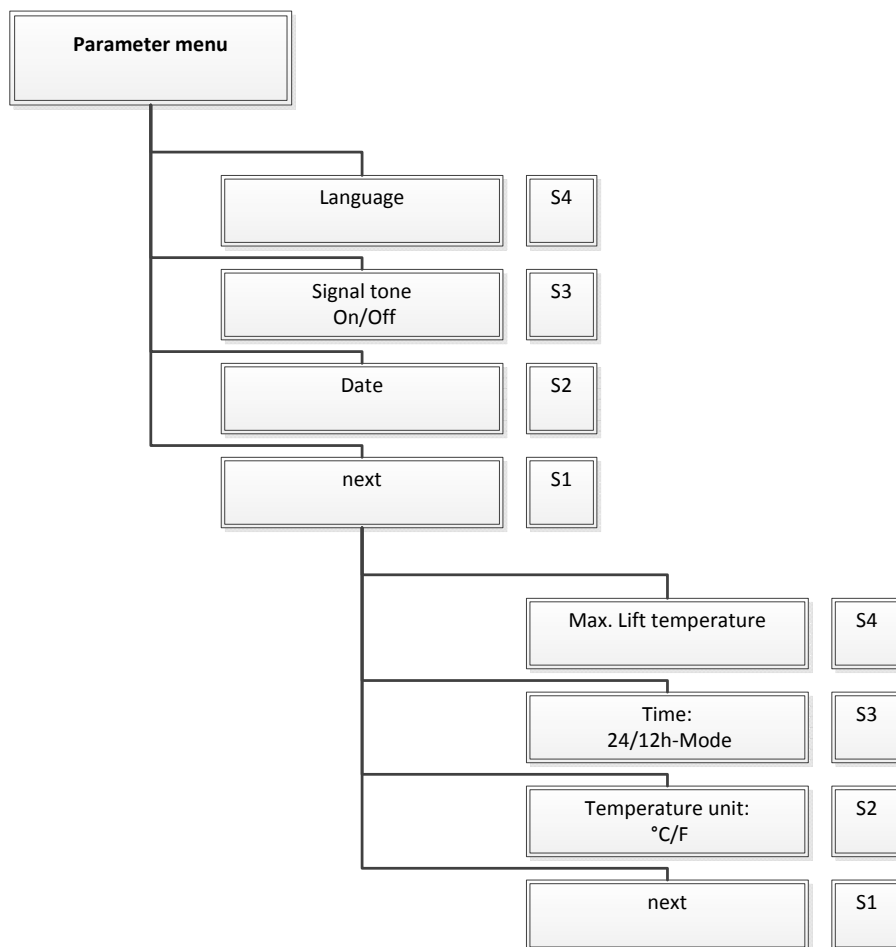 Parameter menu
Language
S4
Signal tone
On/Off
S3
Date
S2
next
S1
Max. Lift temperature
S4
Time:
24/12h-Mode
S3
Temperature unit:
°C/F
S2
next
S1